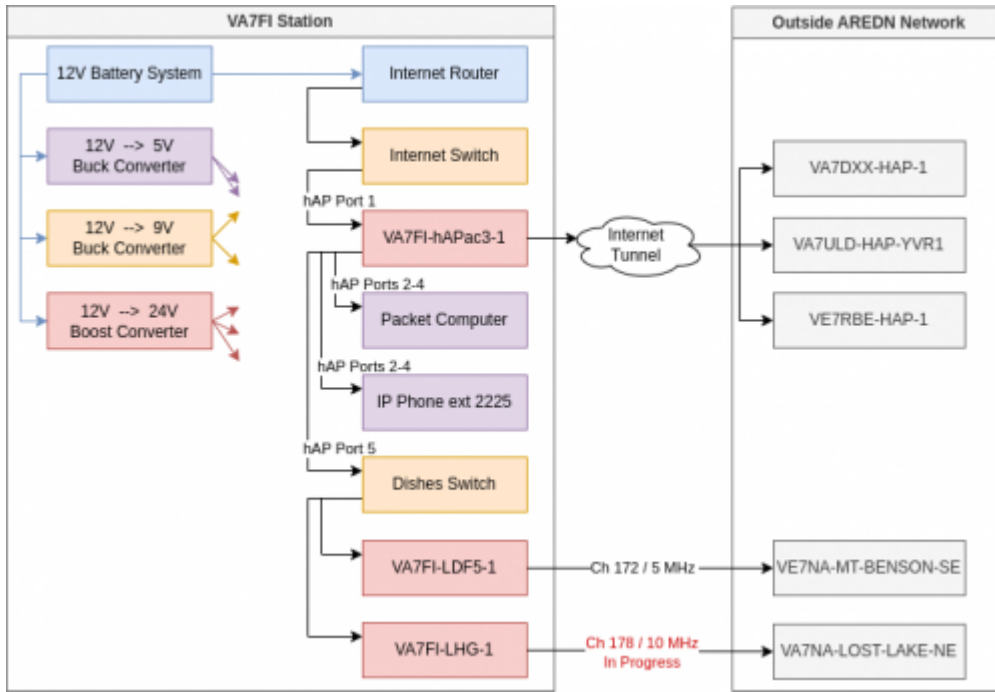 VA7FI Station
Outside AREDN Network
12V Battery System
Internet Router
12V --> 5V
Buck Converter
Internet Switch
VA7DXX-HAP-1
hAP Port 1
12V --> 9V
Buck Converter
VA7FI-hAPac3-1
Internet
Tunnel
VA7ULD-HAP-YVR1
hAP Ports 2-4
12V --> 24V
Boost Converter
Packet Computer
VE7RBE-HAP-1
hAP Ports 2-4
IP Phone ext 2225
hAP Port 5
Dishes Switch
VA7FI-LDF5-1
Ch 172 / 5 MHz
VE7NA-MT-BENSON-SE
VA7FI-LHG-1
Ch 178 / 10 MHz
In Progress
VA7NA-LOST-LAKE-NE